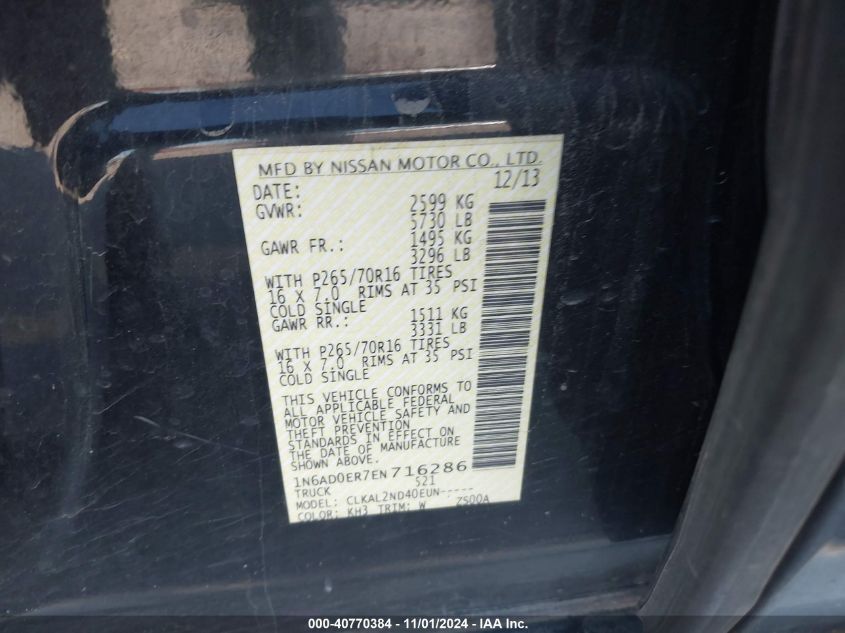 MFD BY NISSAN MOTOR CO., LTD.
DATE: 12/13
GVWR: 2599 KG
5730 LB
GAWR FR.: 1495 KG
3296 LB
WITH P265/70R16 TIRES
16 X 7.0 RIMS AT 35 PSI
COLD SINGLE
GAWR RR.: 1511 KG
3331 LB
WITH P265/70R16 TIRES
16 X 7.0 RIMS AT 35 PSI
COLD SINGLE
THIS VEHICLE CONFORMS TO
ALL APPLICABLE FEDERAL
MOTOR VEHICLE SAFETY AND
THEFT PREVENTION
STANDARDS IN EFFECT ON
THE DATE OF MANUFACTURE
SHOWN ABOVE.
1N6AD0ER7EN716286
TRUCK 521
MODEL: CLKAL2ND40EUN-----
COLOR: KH3 TRIM: W Z500A
000-40770384 - 11/01/2024 - IAA Inc.